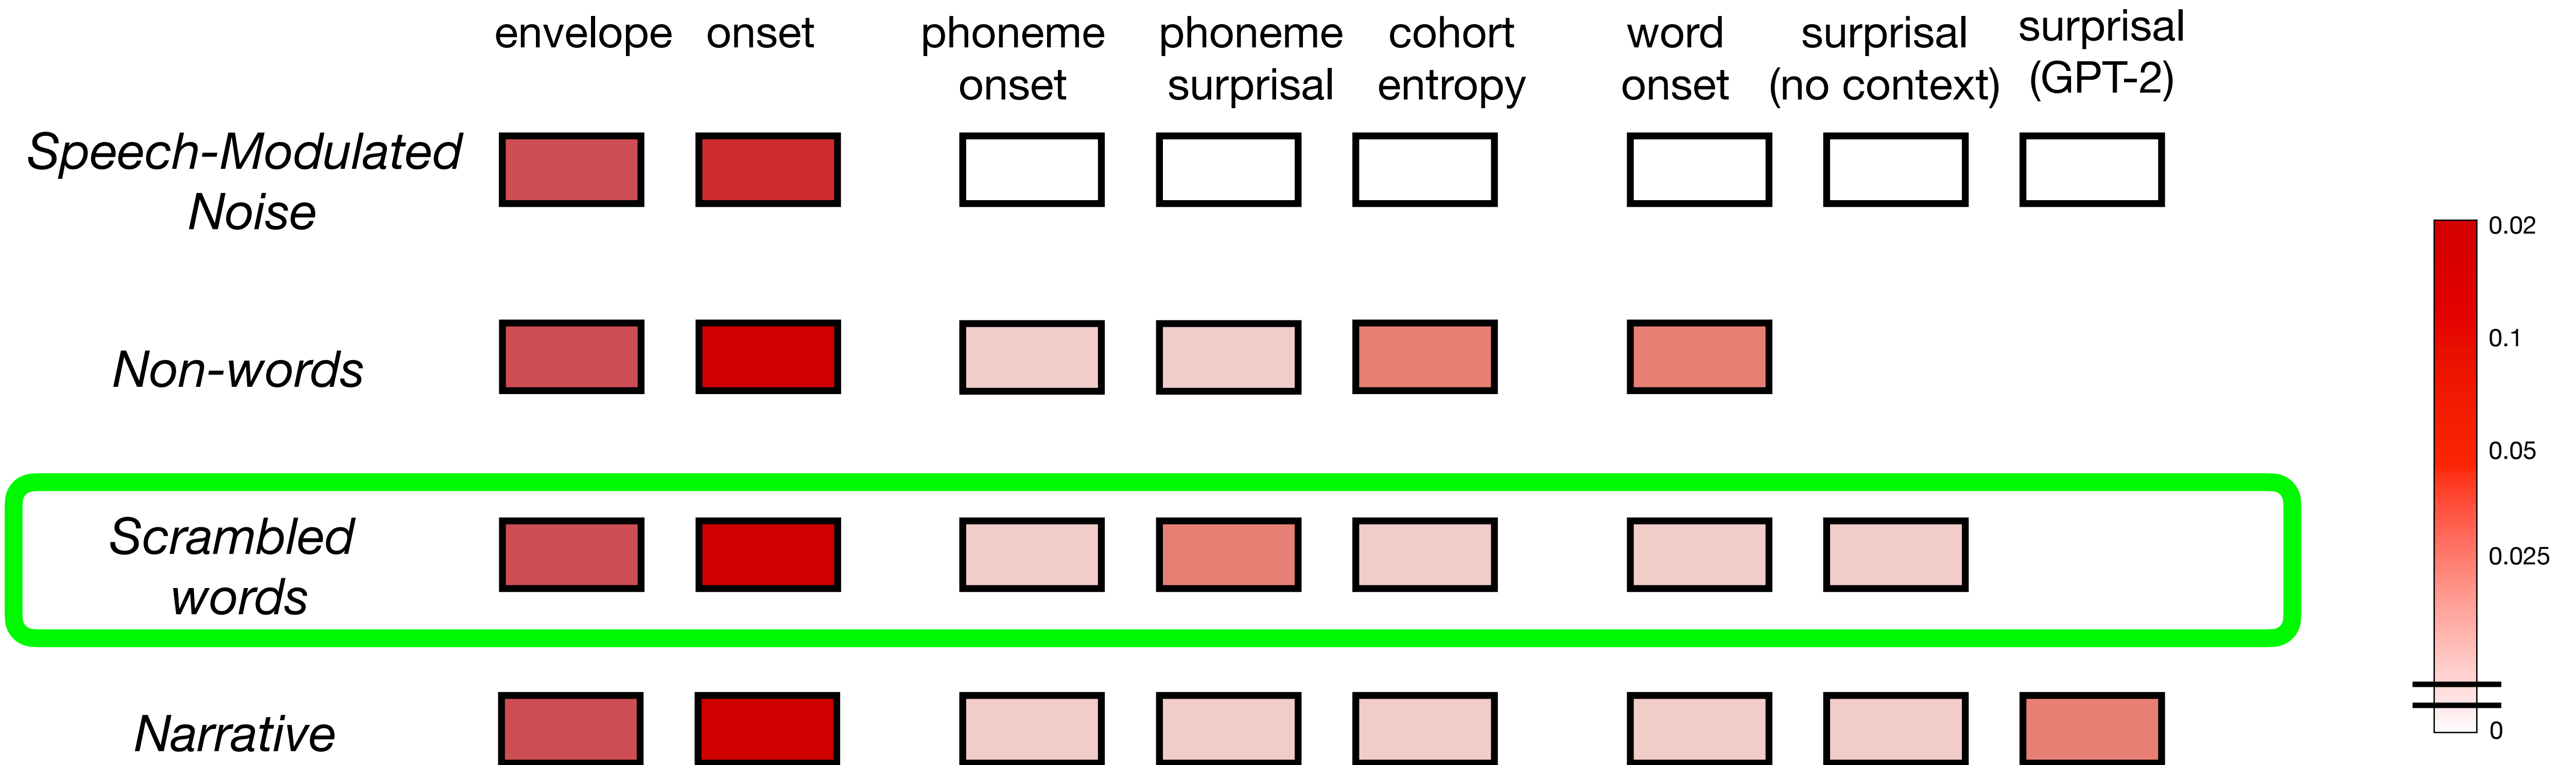 envelope onset phoneme phoneme cohort word surprisal surprisal
onset surprisal entropy onset (no context) (GPT-2)
Speech-Modulated
Noise
0.02
0.1
Non-words
0.05
Scrambled
words
0.025
Narrative
0